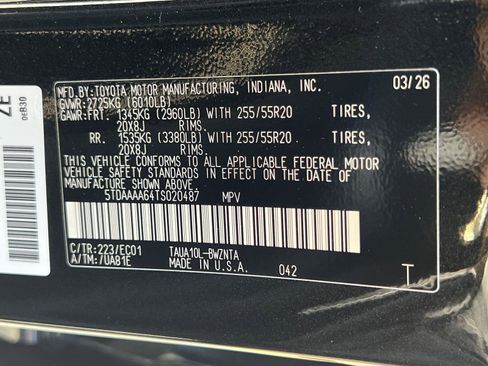 MFD.BY:TOYOTA MOTOR MANUFACTURING, INDIANA, INC. 03/26
GVWR:2725KG (6010LB)
GAWR:FRT. 1345KG (2960LB) WITH 255/55R20 TIRES,
20X8J RIMS.
RR. 1535KG (3380LB) WITH 255/55R20 TIRES,
20X8J RIMS.
THIS VEHICLE CONFORMS TO ALL APPLICABLE FEDERAL MOTOR
VEHICLE SAFETY STANDARDS IN EFFECT ON THE DATE OF
MANUFACTURE SHOWN ABOVE.
5TDAAAA64TS020487 MPV
C/TR:223/EC01 TAUA10L-BWZNTA
A/TM:/UA81E MADE IN U.S.A. 042 T
ZE
0EB30